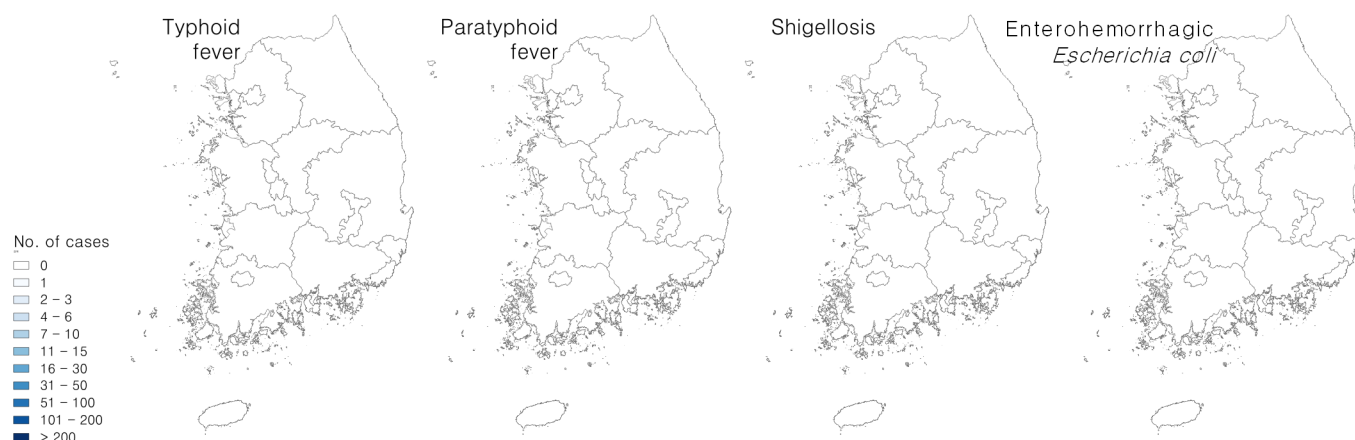 Typhoid
fever
Paratyphoid
fever
Shigellosis
Enterohemorrhagic
Escherichia coli
No. of cases
0
1
2 – 3
4 – 6
7 – 10
11 – 15
16 – 30
31 – 50
51 – 100
101 – 200
> 200